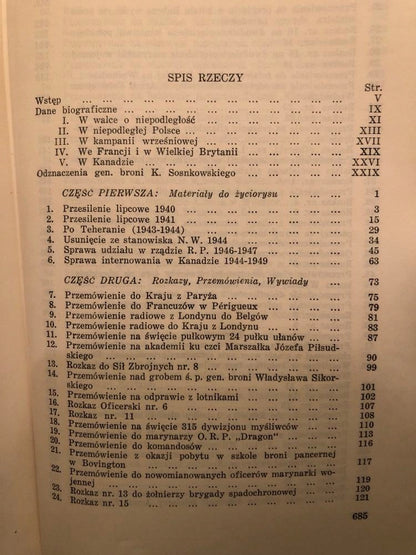 SPIS RZECZY
Str.
Wstęp ... ... ... ... ... ... ... ... ... ... ... V
Dane biograficzne ... ... ... ... ... ... ... ... ... IX
I. W walce o niepodległość ... ... ... ... ... XI
II. W niepodległej Polsce ... ... ... ... ... XIII
III. W kampanii wrześniowej ... ... ... ... ... XVII
IV. We Francji i w Wielkiej Brytanii ... ... ... XIX
V. W Kanadzie ... ... ... ... ... ... ... XXVI
Odznaczenia gen. broni K. Sosnkowskiego ... ... ... ... XXIX
CZĘŚĆ PIERWSZA: Materiały do życiorysu ... ... ... 1
1. Przesilenie lipcowe 1940 ... ... ... ... ... ... 3
2. Przesilenie lipcowe 1941 ... ... ... ... ... ... 15
3. Po Teheranie (1943-1944) ... ... ... ... ... ... 29
4. Usunięcie ze stanowiska N. W. 1944 ... ... ... ... 34
5. Sprawa udziału w rządzie R. P. 1946-1947 ... ... ... 45
6. Sprawa internowania w Kanadzie 1944-1949 ... ... ... 63
CZĘŚĆ DRUGA: Rozkazy, Przemówienia, Wywiady ... 73
7. Przemówienie do Kraju z Paryża ... ... ... ... 75
8. Przemówienie do Francuzów w Périgueux ... ... ... 79
9. Przemówienie radiowe z Londynu do Belgów ... ... 81
10. Przemówienie radiowe do Kraju z Londynu ... ... ... 83
11. Przemówienie na święcie pułkowym 24 pułku ułanów ... 87
12. Przemówienie na akademii ku czci Marszałka Józefa Piłsud-
skiego ... ... ... ... ... ... ... ... ... 90
13. Rozkaz do Sił Zbrojnych nr. 8 ... ... ... ... ... 99
14. Przemówienie nad grobem ś. p. gen. broni Władysława Sikor-
skiego ... ... ... ... ... ... ... ... ... 101
15. Przemówienie na odprawie z lotnikami ... ... ... ... 102
16. Rozkaz Oficerski nr. 6 ... ... ... ... ... ... 107
17. Rozkaz nr. 11 ... ... ... ... ... ... ... 108
18. Przemówienie na święcie 315 dywizjonu myśliwców ... ... 110
19. Przemówienie do marynarzy O. R. P. „Dragon" ... ... ... 113
20. Przemówienie do komandosów ... ... ... ... ... 116
21. Przemówienie z okazji pobytu w szkole broni pancernej
w Bovington ... ... ... ... ... ... ... ... 117
22. Przemówienie do nowomianowanych oficerów marynarki wo-
jennej ... ... ... ... ... ... ... ... ... 119
23. Rozkaz nr. 13 do żołnierzy brygady spadochronowej ... ... 120
24. Rozkaz nr. 15 ... ... ... ... ... ... ... 121
685